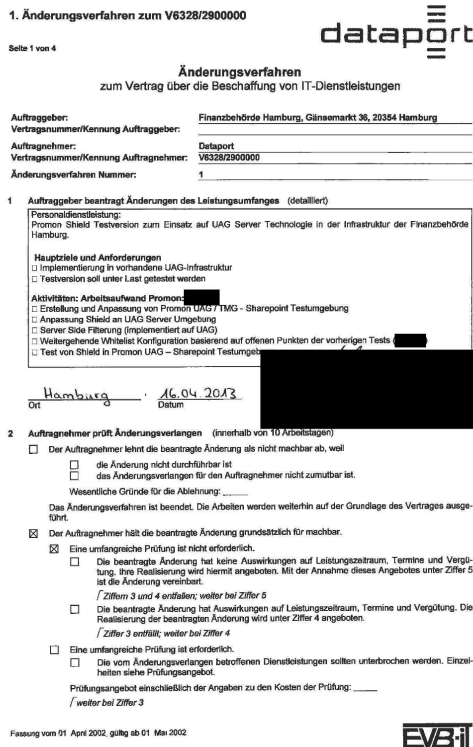 1. Änderungsverfahren zum V6328/2900000
dataport
Seite 1 von 4
Änderungsverfahren
zum Vertrag über die Beschaffung von IT-Dienstleistungen
Auftraggeber: Finanzbehörde Hamburg, Gänsemarkt 36, 20354 Hamburg
Vertragsnummer/Kennung Auftraggeber:
Auftragnehmer: Dataport
Vertragsnummer/Kennung Auftragnehmer: V6328/2900000
Änderungsverfahren Nummer: 1
1 Auftraggeber beantragt Änderungen des Leistungsumfanges (detailliert)
Personaldienstleistung:
Promon Shield Testversion zum Einsatz auf UAG Server Technologie in der Infrastruktur der Finanzbehörde
Hamburg.
Hauptziele und Anforderungen
□ Implementierung in vorhandene UAG-Infrastruktur
□ Testversion soll unter Last getestet werden
Aktivitäten: Arbeitsaufwand Promon:
□ Erstellung und Anpassung von Promon UAG / TMG - Sharepoint Testumgebung
□ Anpassung Shield an UAG Server Umgebung
□ Server Side Filtering (implementiert auf UAG)
□ Weitergehende Whitelist Konfiguration basierend auf offenen Punkten der vorherigen Tests (
□ Test von Shield in Promon UAG – Sharepoint Testumgeb
Hamburg , 16.04.2013
Ort Datum
2 Auftragnehmer prüft Änderungsverlangen (innerhalb von 10 Arbeitstagen)
☐ Der Auftragnehmer lehnt die beantragte Änderung als nicht machbar ab, weil
☐ die Änderung nicht durchführbar ist
☐ das Änderungsverlangen für den Auftragnehmer nicht zumutbar ist.
Wesentliche Gründe für die Ablehnung: _____
Das Änderungsverfahren ist beendet. Die Arbeiten werden weiterhin auf der Grundlage des Vertrages ausge-
führt.
☒ Der Auftragnehmer hält die beantragte Änderung grundsätzlich für machbar.
☒ Eine umfangreiche Prüfung ist nicht erforderlich.
☐ Die beantragte Änderung hat keine Auswirkungen auf Leistungszeitraum, Termine und Vergü-
tung. Ihre Realisierung wird hiermit angeboten. Mit der Annahme dieses Angebotes unter Ziffer 5
ist die Änderung vereinbart.
Ziffern 3 und 4 entfallen; weiter bei Ziffer 5
☐ Die beantragte Änderung hat Auswirkungen auf Leistungszeitraum, Termine und Vergütung. Die
Realisierung der beantragten Änderung wird unter Ziffer 4 angeboten.
Ziffer 3 entfällt; weiter bei Ziffer 4
☐ Eine umfangreiche Prüfung ist erforderlich.
☐ Die vom Änderungsverlangen betroffenen Dienstleistungen sollten unterbrochen werden. Einzel-
heiten siehe Prüfungsangebot.
Prüfungsangebot einschließlich der Angaben zu den Kosten der Prüfung: _____
weiter bei Ziffer 3
Fassung vom 01 April 2002, gültig ab 01 Mai 2002
EVB-it